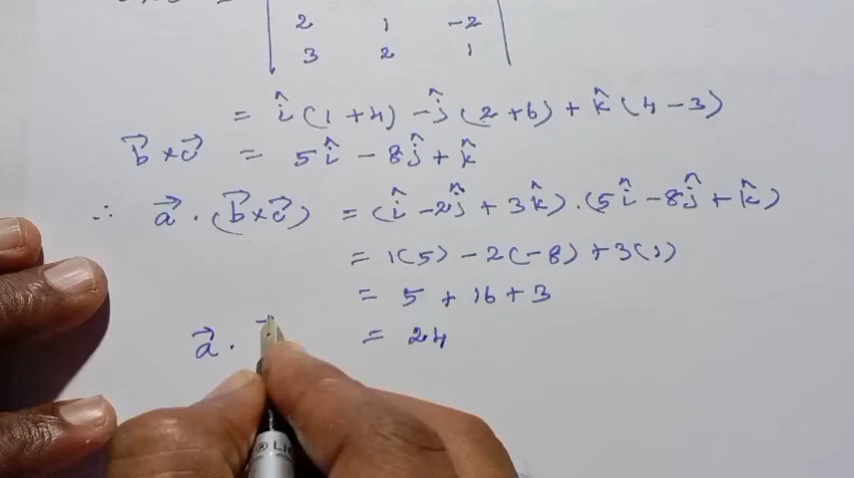 2 1 -2
3 2 1
= î(1+4) - ĵ(2+6) + k̂(4-3)
b⃗ × c⃗ = 5î - 8ĵ + k̂
∴ a⃗ . (b⃗ × c⃗) = (î - 2ĵ + 3k̂).(5î - 8ĵ + k̂)
= 1(5) - 2(-8) + 3(1)
= 5 + 16 + 3
a⃗ . = 24